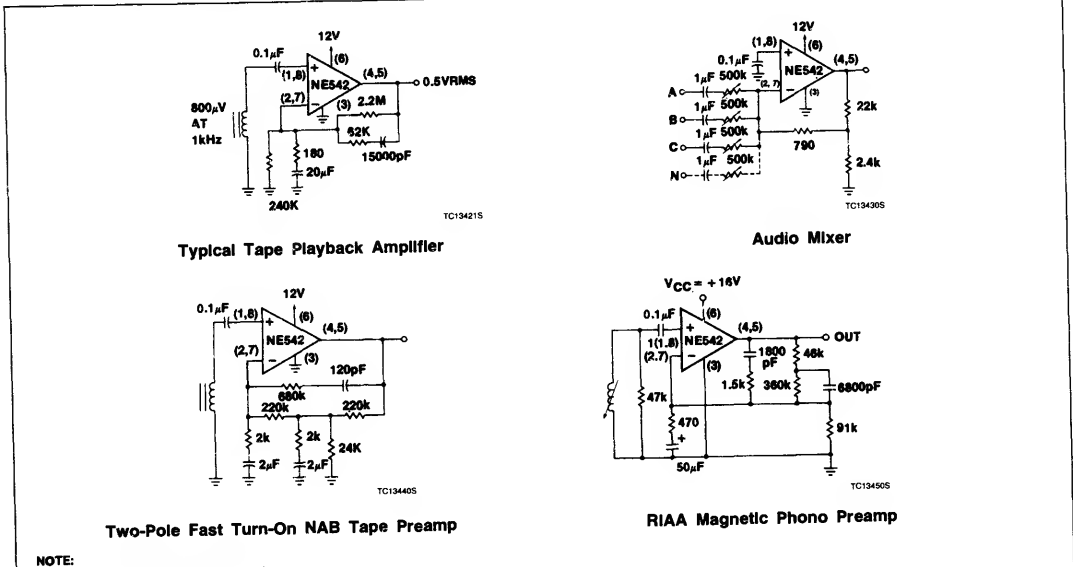 12V
0.1µF
(6)
(1,8)
+
(4,5)
NE542
0.5VRMS
(2,7)
−
(3)
2.2M
800µV
AT
1kHz
62K
15000pF
180
20µF
240K
TC13421S
Typical Tape Playback Amplifier
12V
(1,8)
(6)
+
0.1µF
(4,5)
NE542
1µF 500k
(2, 7)
−
(3)
A
1µF 500k
22k
B
1µF 500k
C
790
1µF 500k
2.4k
N
TC13430S
Audio Mixer
12V
0.1µF
(1,8)
(6)
+
(4,5)
NE542
(2,7)
−
(3)
120pF
680k
220k
220k
2k
2k
24K
2µF
2µF
TC13440S
Two-Pole Fast Turn-On NAB Tape Preamp
VCC = +16V
0.1µF
(6)
+
(4,5)
1(1.8)
NE542
OUT
(2.7)
−
(3)
1800
pF
46k
1.5k
360k
6800pF
47k
470
+
91k
50µF
TC13450S
RIAA Magnetic Phono Preamp
NOTE: